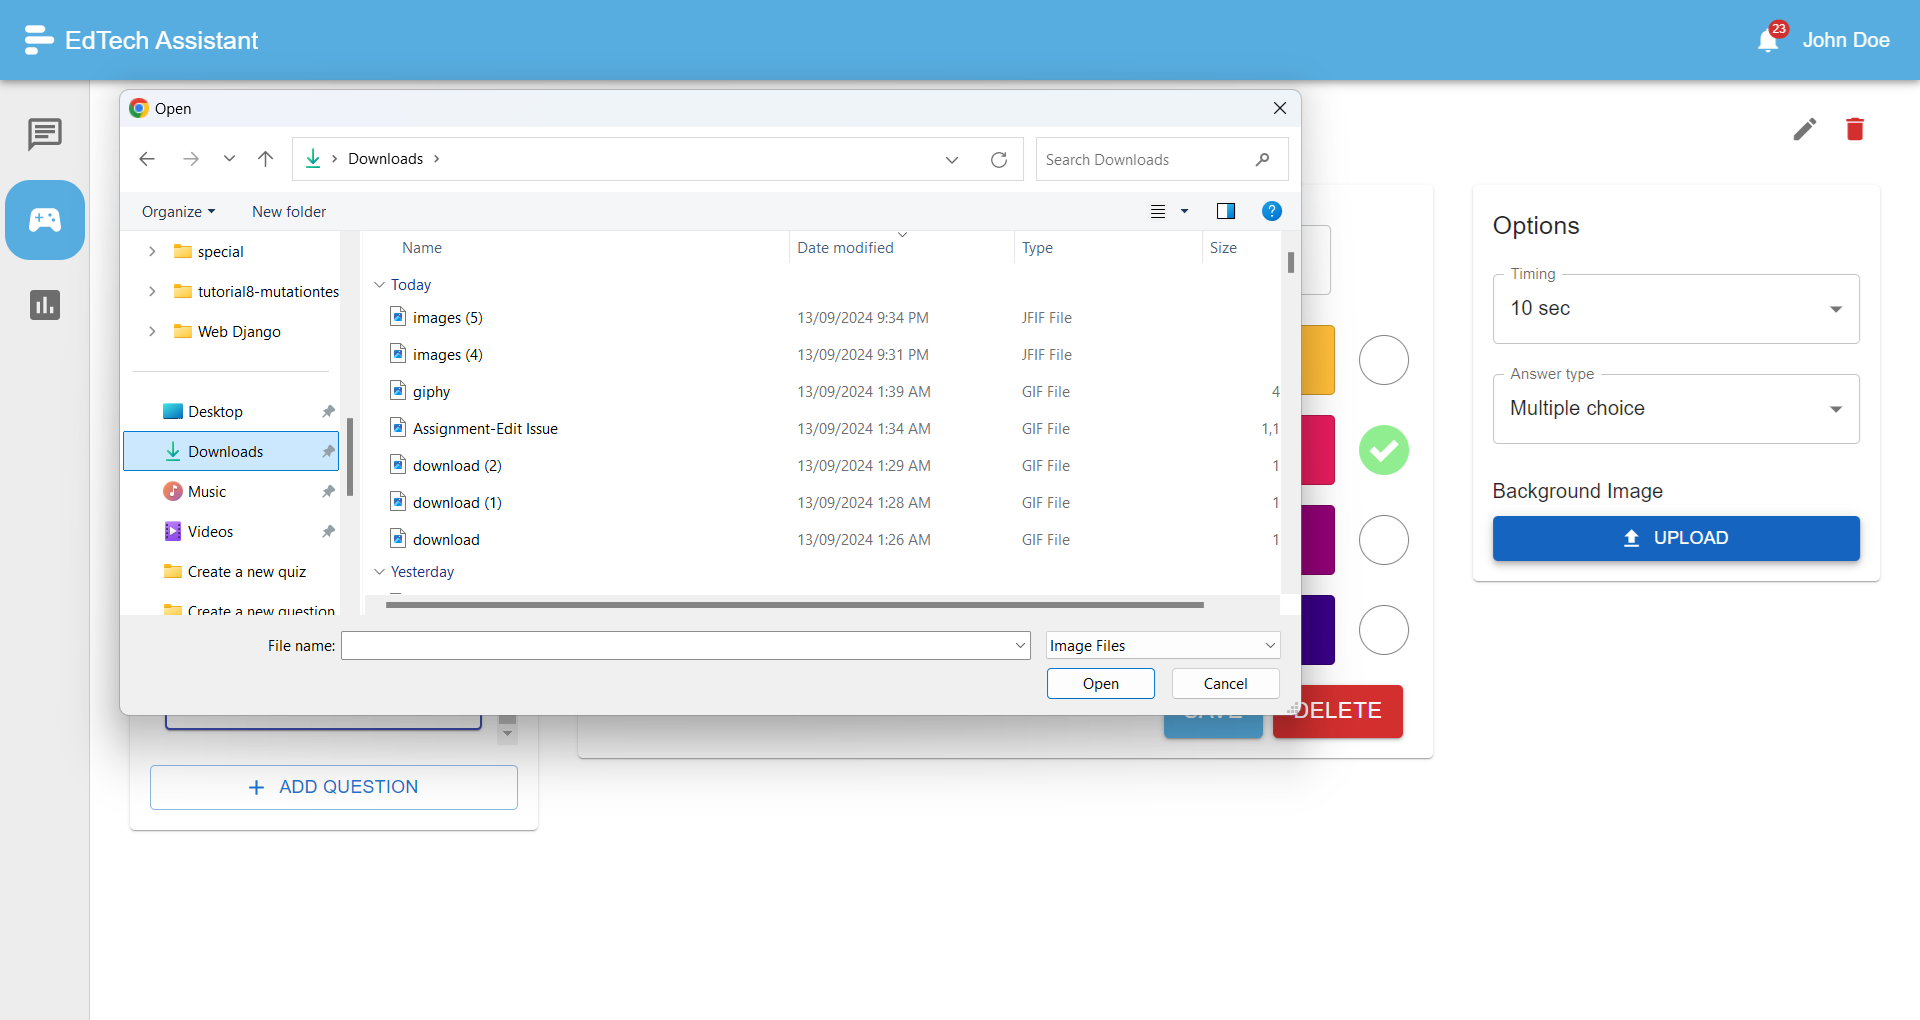 EdTech Assistant
23
John Doe
Open
Downloads
Search Downloads
Organize
New folder
special
tutorial8-mutationtes
Web Django
Desktop
Downloads
Music
Videos
Create a new quiz
Create a new question
Name
Date modified
Type
Size
Today
images (5) 13/09/2024 9:34 PM JFIF File
images (4) 13/09/2024 9:31 PM JFIF File
giphy 13/09/2024 1:39 AM GIF File 4
Assignment-Edit Issue 13/09/2024 1:34 AM GIF File 1,1
download (2) 13/09/2024 1:29 AM GIF File 1
download (1) 13/09/2024 1:28 AM GIF File 1
download 13/09/2024 1:26 AM GIF File 1
Yesterday
File name:
Image Files
Open
Cancel
SAVE
DELETE
+ ADD QUESTION
Options
Timing
10 sec
Answer type
Multiple choice
Background Image
UPLOAD